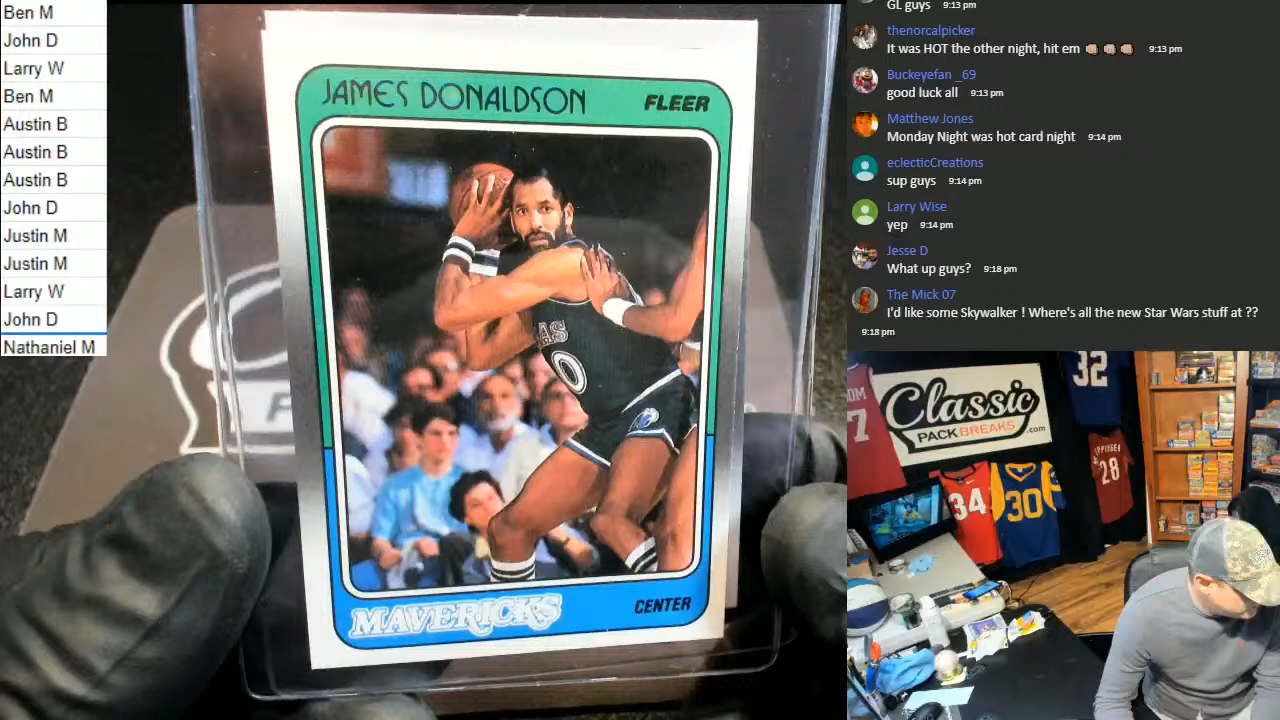 Ben M
John D
Larry W
Ben M
Austin B
Austin B
Austin B
John D
Justin M
Justin M
Larry W
John D
Nathaniel M
JAMES DONALDSON FLEER
AS
0
MAVERICKS CENTER
GL guys 9:13 pm
thenorcalpicker
It was HOT the other night, hit em 👊🏽👊🏽👊🏽 9:13 pm
Buckeyefan _69
good luck all 9:13 pm
Matthew Jones
Monday Night was hot card night 9:14 pm
eclecticCreations
sup guys 9:14 pm
Larry Wise
yep 9:14 pm
Jesse D
What up guys? 9:18 pm
The Mick 07
I'd like some Skywalker ! Where's all the new Star Wars stuff at ??
9:18 pm
32
7
Classic
PACK BREAKS.com
28
34
30